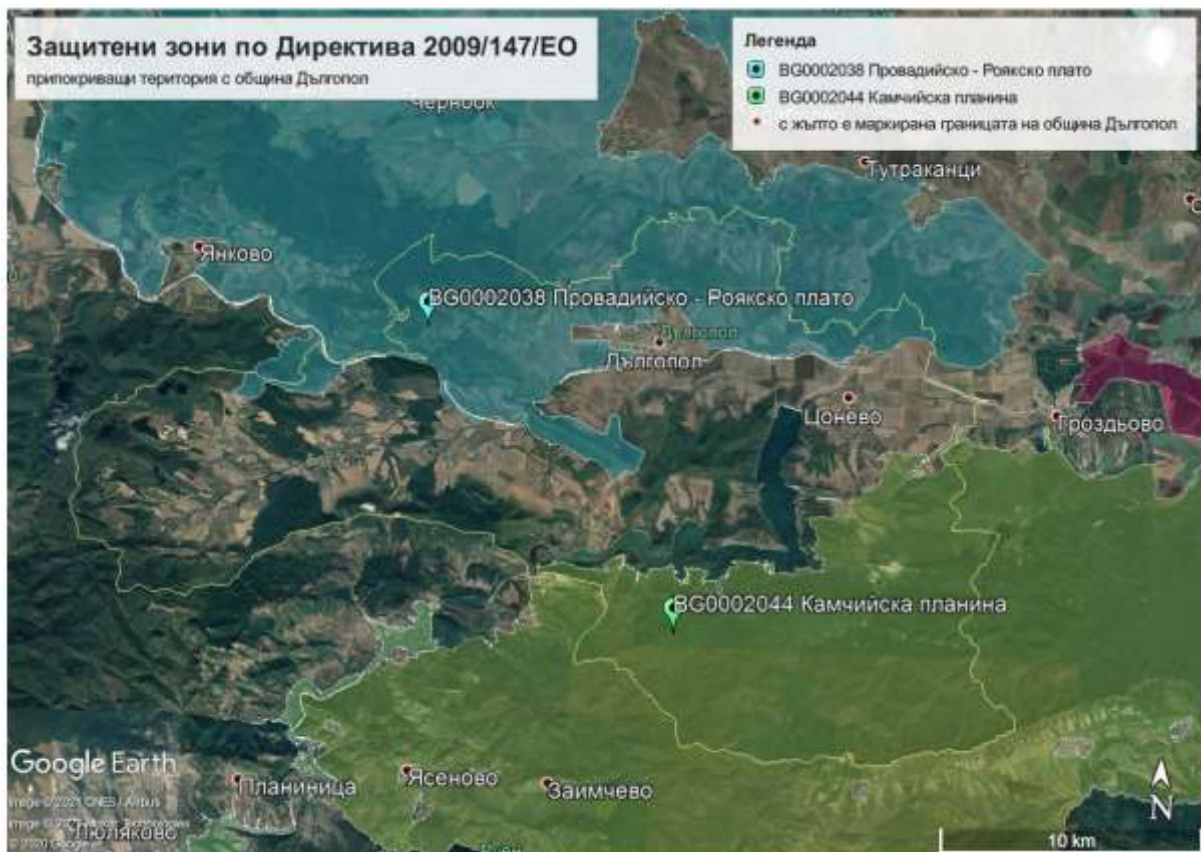 Защитени зони по Директива 2009/147/ЕО
припокриващи територия с община Дългопол
Легенда
BG0002038 Провадийско - Роякско плато
BG0002044 Камчийска планина
с жълто е маркирана границата на община Дългопол
Черноок
Тутраканци
Янково
BG0002038 Провадийско - Роякско плато
Дългопол
Дългопол
Цонево
Гроздьово
BG0002044 Камчийска планина
Google Earth
Планиница
Ясеново
Заимчево
Люляково
N
10 km